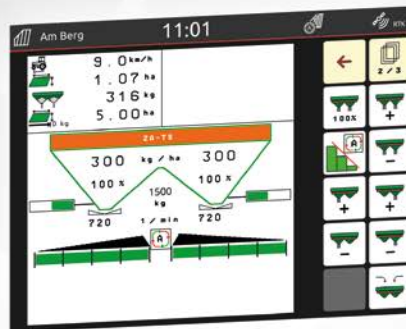 Am Berg 11:01 RTK
9.0 km/h
1.07 ha
316 kg
5.00 ha
0 kg
ZA-TS
300 kg / ha 300
100 % 100 %
1500
kg
720 1 / min 720
A
2 / 3
100% +
A -
+ +
- -